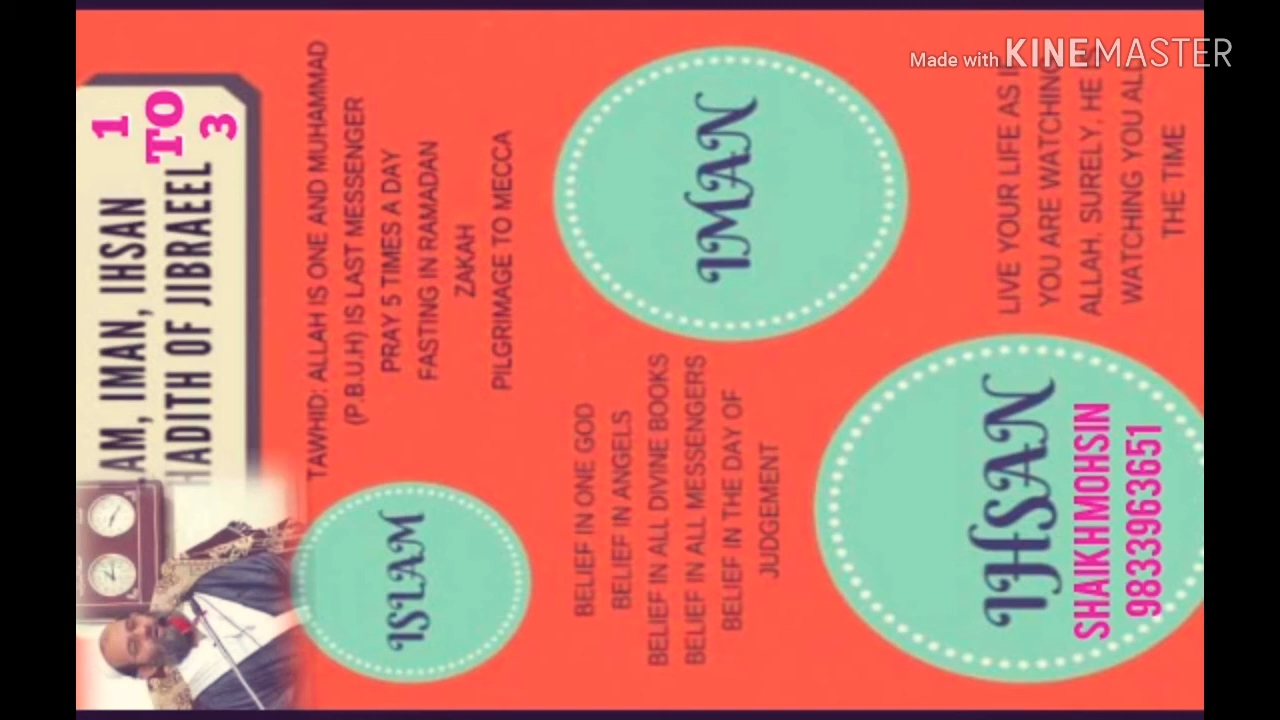 Made with KINEMASTER
AM, IMAN, IHSAN
HADITH OF JIBRAEEL
1
TO
3
TAWHID: ALLAH IS ONE AND MUHAMMAD
(P.B.U.H) IS LAST MESSENGER
PRAY 5 TIMES A DAY
FASTING IN RAMADAN
ZAKAH
PILGRIMAGE TO MECCA
ISLAM
IMAN
BELIEF IN ONE GOD
BELIEF IN ANGELS
BELIEF IN ALL DIVINE BOOKS
BELIEF IN ALL MESSENGERS
BELIEF IN THE DAY OF
JUDGEMENT
LIVE YOUR LIFE AS
YOU ARE WATCHING
ALLAH. SURELY, HE
WATCHING YOU ALL
THE TIME
IHSAN
SHAIKHMOHSIN
9833963651